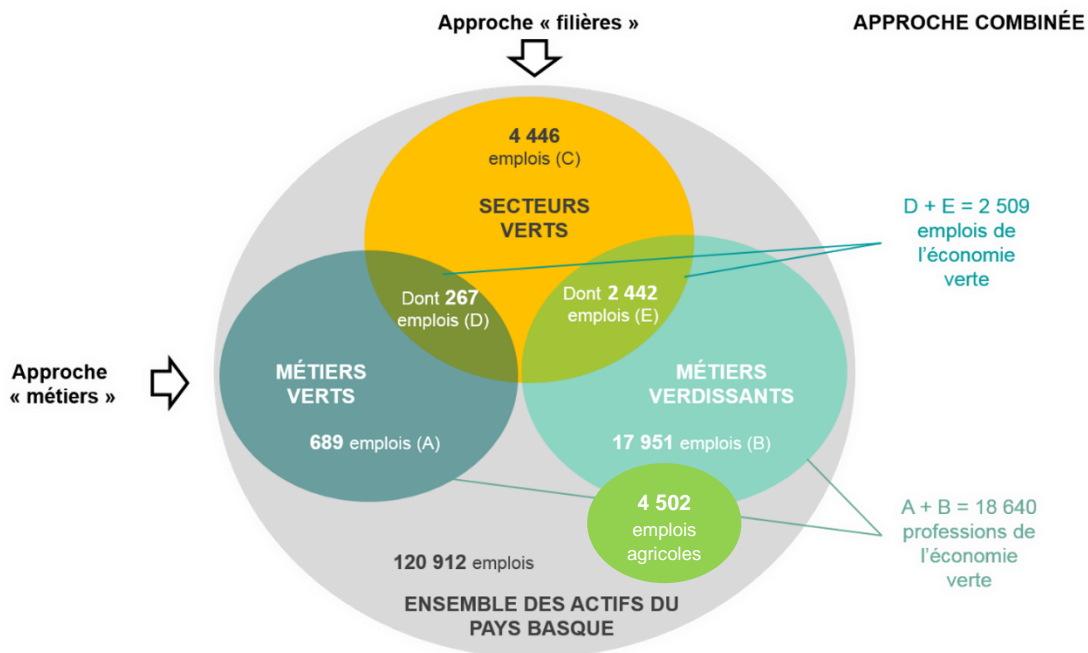 Approche « filières »
APPROCHE COMBINÉE
4 446
emplois (C)
SECTEURS
VERTS
D + E = 2 509
emplois de
l'économie
verte
Dont 267
emplois (D)
Dont 2 442
emplois (E)
Approche
« métiers »
MÉTIERS
VERTS
MÉTIERS
VERDISSANTS
689 emplois (A)
17 951 emplois (B)
4 502
emplois
agricoles
A + B = 18 640
professions de
l'économie
verte
120 912 emplois
ENSEMBLE DES ACTIFS DU
PAYS BASQUE